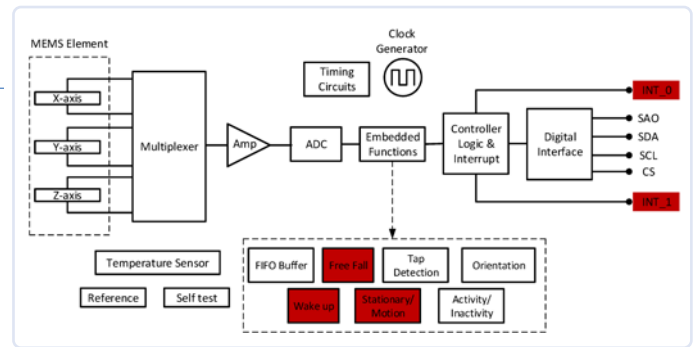 MEMS Element
Clock
Generator
Timing
Circuits
INT_0
X-axis
Y-axis
Z-axis
Multiplexer
Amp
ADC
Embedded
Functions
Controller
Logic &
Interrupt
Digital
Interface
SAO
SDA
SCL
CS
INT_1
Temperature Sensor
Reference
Self test
FIFO Buffer
Free Fall
Tap
Detection
Orientation
Wake up
Stationary/
Motion
Activity/
Inactivity